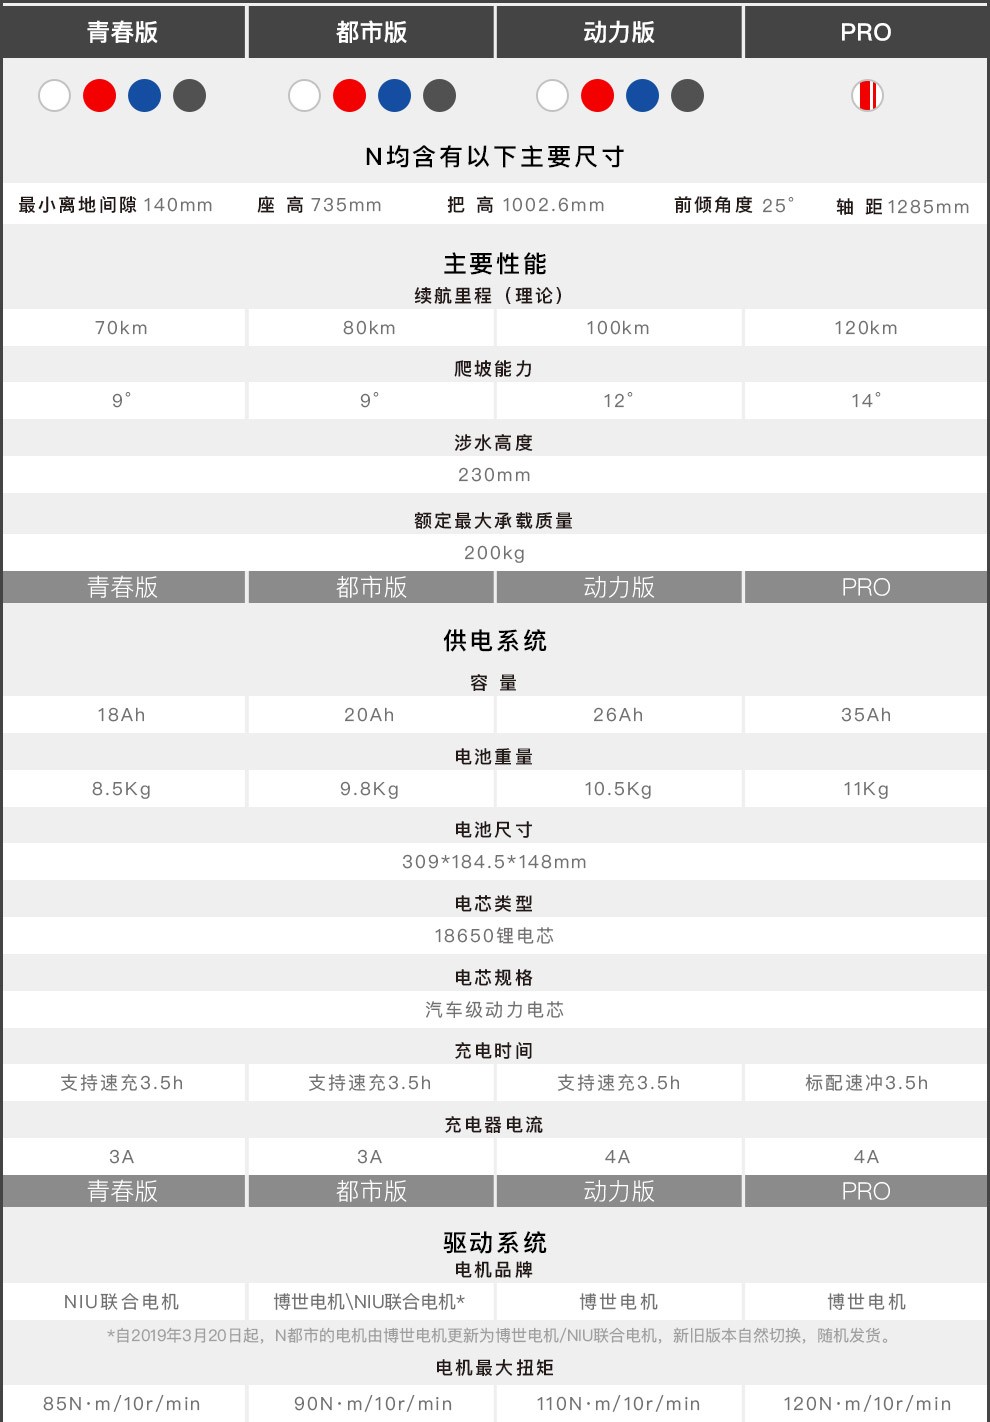 青春版 都市版 动力版 PRO
N均含有以下主要尺寸
最小离地间隙 140mm 座 高 735mm 把 高 1002.6mm 前倾角度 25° 轴 距 1285mm
主要性能
续航里程（理论）
70km 80km 100km 120km
爬坡能力
9° 9° 12° 14°
涉水高度
230mm
额定最大承载质量
200kg
青春版 都市版 动力版 PRO
供电系统
容 量
18Ah 20Ah 26Ah 35Ah
电池重量
8.5Kg 9.8Kg 10.5Kg 11Kg
电池尺寸
309*184.5*148mm
电芯类型
18650锂电芯
电芯规格
汽车级动力电芯
充电时间
支持速充3.5h 支持速充3.5h 支持速充3.5h 标配速冲3.5h
充电器电流
3A 3A 4A 4A
青春版 都市版 动力版 PRO
驱动系统
电机品牌
NIU联合电机 博世电机\NIU联合电机* 博世电机 博世电机
*自2019年3月20日起，N都市的电机由博世电机更新为博世电机/NIU联合电机，新旧版本自然切换，随机发货。
电机最大扭矩
85N·m/10r/min 90N·m/10r/min 110N·m/10r/min 120N·m/10r/min